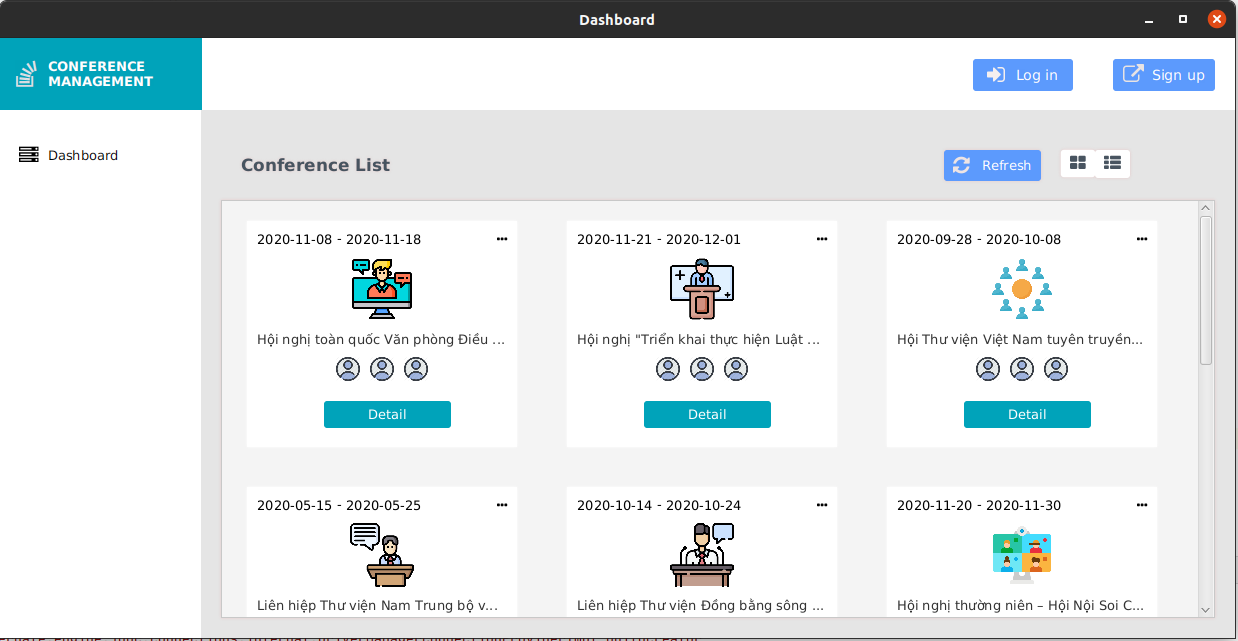 Dashboard
CONFERENCE
MANAGEMENT
Log in
Sign up
Dashboard
Conference List
Refresh
2020-11-08 - 2020-11-18
2020-11-21 - 2020-12-01
2020-09-28 - 2020-10-08
Hội nghị toàn quốc Văn phòng Điều ...
Hội nghị "Triển khai thực hiện Luật ...
Hội Thư viện Việt Nam tuyên truyền...
Detail
Detail
Detail
2020-05-15 - 2020-05-25
2020-10-14 - 2020-10-24
2020-11-20 - 2020-11-30
Liên hiệp Thư viện Nam Trung bộ v...
Liên hiệp Thư viện Đồng bằng sông ...
Hội nghị thường niên – Hội Nội Soi C...